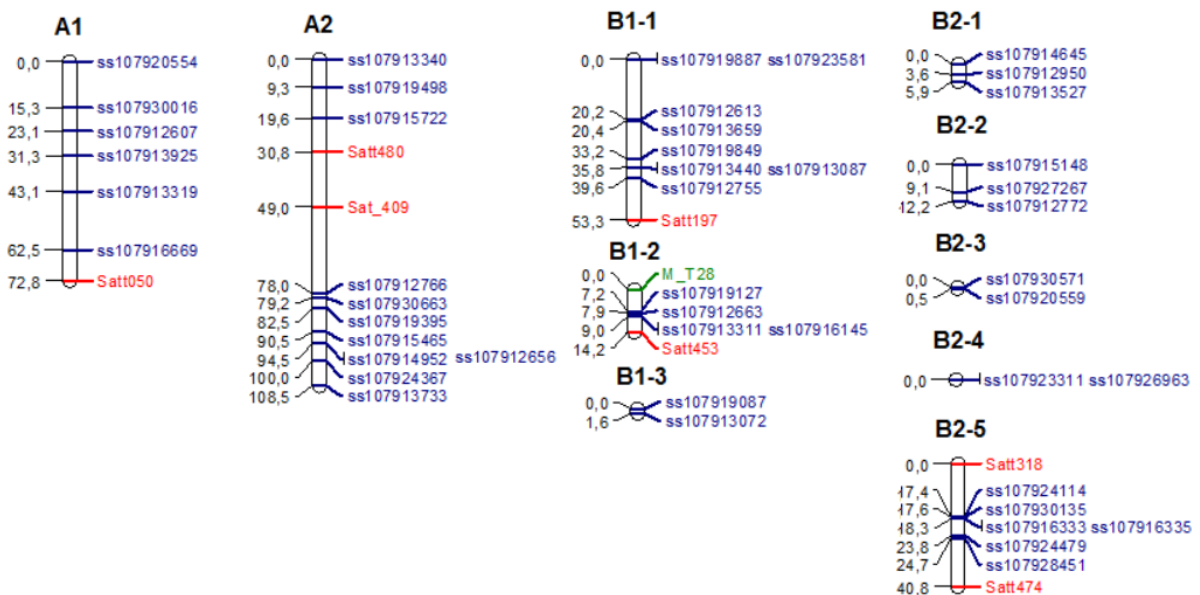 A1
0,0 ss107920554
15,3 ss107930016
23,1 ss107912607
31,3 ss107913925
43,1 ss107913319
62,5 ss107916669
72,8 Satt050
A2
0,0 ss107913340
9,3 ss107919498
19,6 ss107915722
30,8 Satt480
49,0 Sat_409
78,0 ss107912766
79,2 ss107930663
82,5 ss107919395
90,5 ss107915465
94,5 ss107914952 ss107912656
100,0 ss107924367
108,5 ss107913733
B1-1
0,0 ss107919887 ss107923581
20,2 ss107912613
20,4 ss107913659
33,2 ss107919849
35,8 ss107913440 ss107913087
39,6 ss107912755
53,3 Satt197
B1-2
0,0 M_T28
7,2 ss107919127
7,9 ss107912663
9,0 ss107913311 ss107916145
14,2 Satt453
B1-3
0,0 ss107919087
1,6 ss107913072
B2-1
0,0 ss107914645
3,6 ss107912950
5,9 ss107913527
B2-2
0,0 ss107915148
9,1 ss107927267
12,2 ss107912772
B2-3
0,0 ss107930571
0,5 ss107920559
B2-4
0,0 ss107923311 ss107926963
B2-5
0,0 Satt318
17,4 ss107924114
17,6 ss107930135
18,3 ss107916333 ss107916335
23,8 ss107924479
24,7 ss107928451
40,8 Satt474